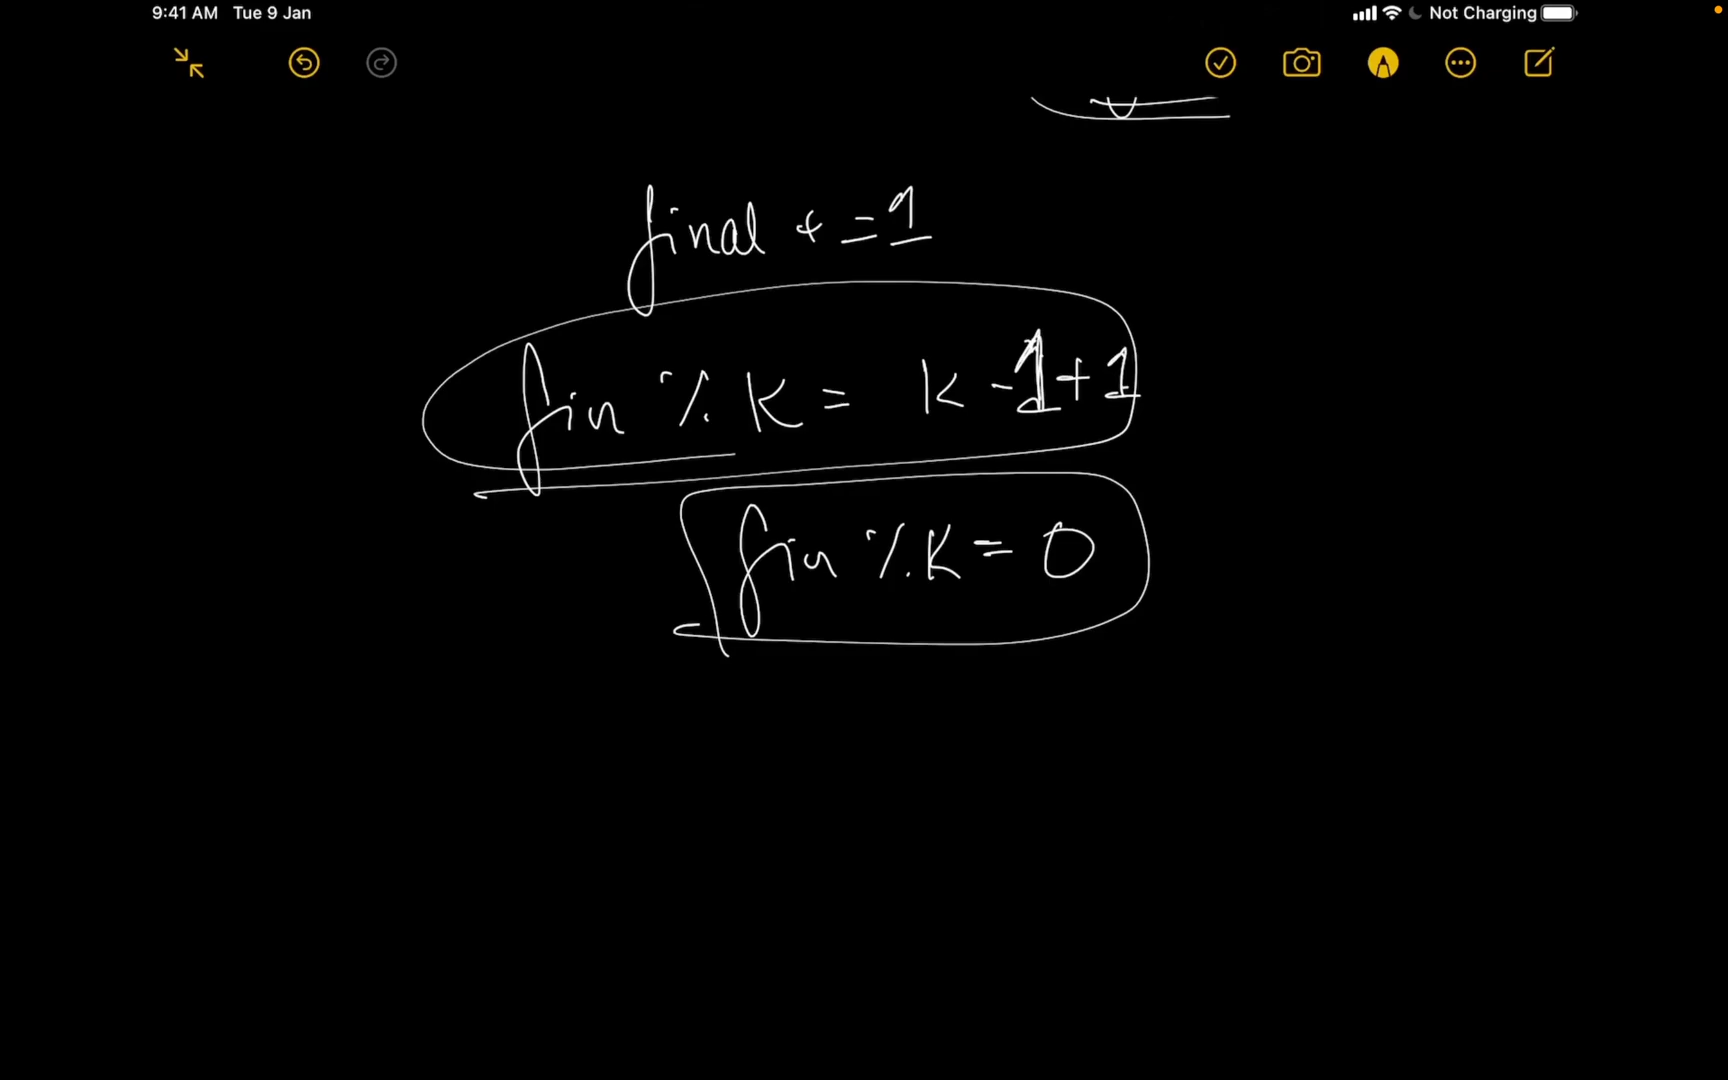 9:41 AM Tue 9 Jan
Not Charging
final += 1
fin % K = K - 1 + 1
fin % K = 0